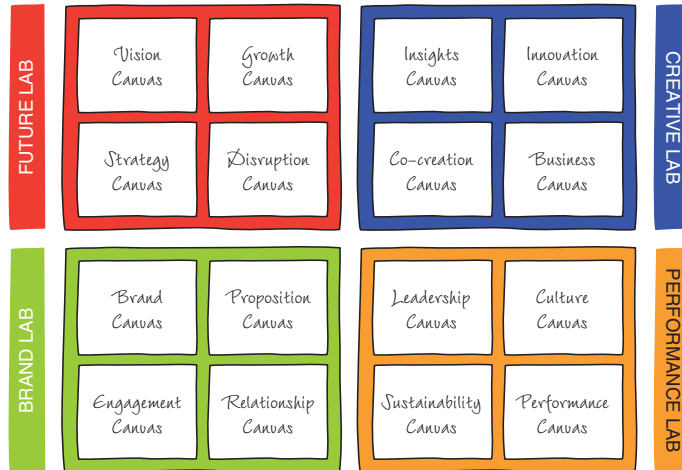 FUTURE LAB
Vision
Canvas
Growth
Canvas
Strategy
Canvas
Disruption
Canvas
Insights
Canvas
Innovation
Canvas
Co-creation
Canvas
Business
Canvas
CREATIVE LAB
BRAND LAB
Brand
Canvas
Proposition
Canvas
Engagement
Canvas
Relationship
Canvas
Leadership
Canvas
Culture
Canvas
Sustainability
Canvas
Performance
Canvas
PERFORMANCE LAB